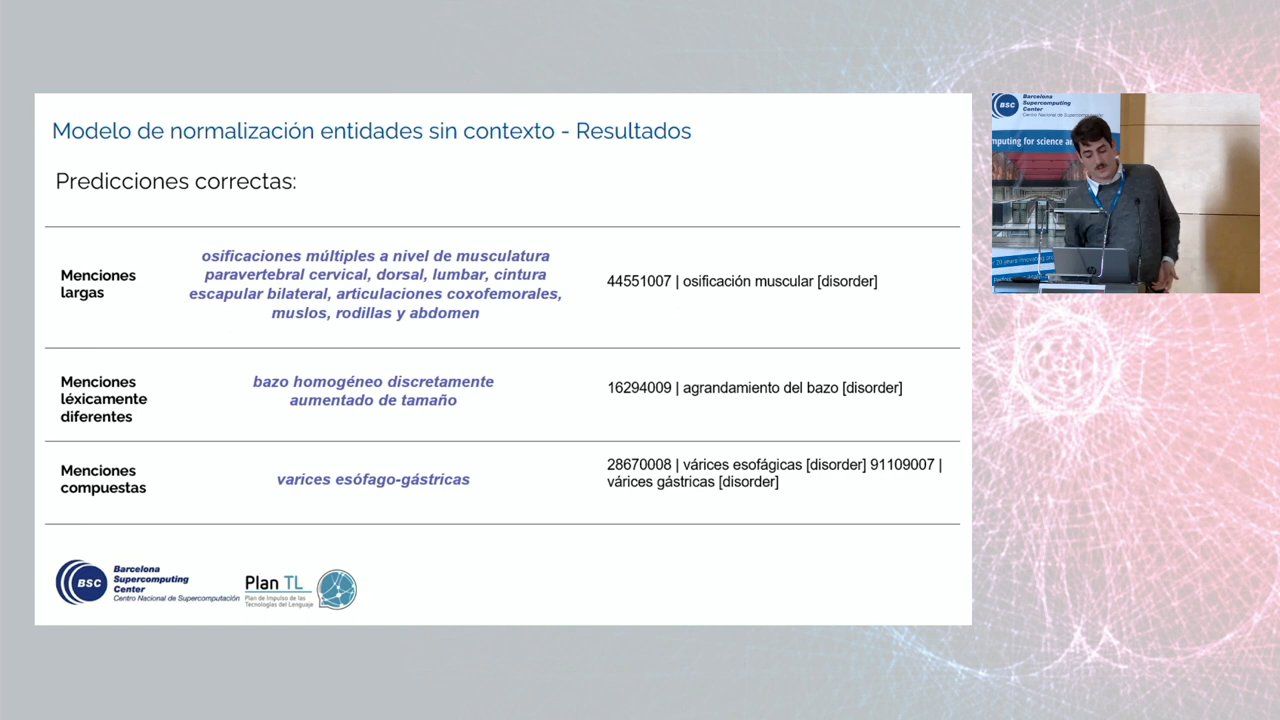 Modelo de normalización entidades sin contexto - Resultados
Predicciones correctas:
Menciones
largas
osificaciones múltiples a nivel de musculatura
paravertebral cervical, dorsal, lumbar, cintura
escapular bilateral, articulaciones coxofemorales,
muslos, rodillas y abdomen
44551007 | osificación muscular [disorder]
Menciones
léxicamente
diferentes
bazo homogéneo discretamente
aumentado de tamaño
16294009 | agrandamiento del bazo [disorder]
Menciones
compuestas
varices esófago-gástricas
28670008 | várices esofágicas [disorder] 91109007 |
várices gástricas [disorder]
BSC
Barcelona
Supercomputing
Center
Centro Nacional de Supercomputación
Plan TL
Plan de Impulso de las
Tecnologías del Lenguaje
BSC
Barcelona
Supercomputing
Center
Centro Nacional de Supercomputación
mputing for science a